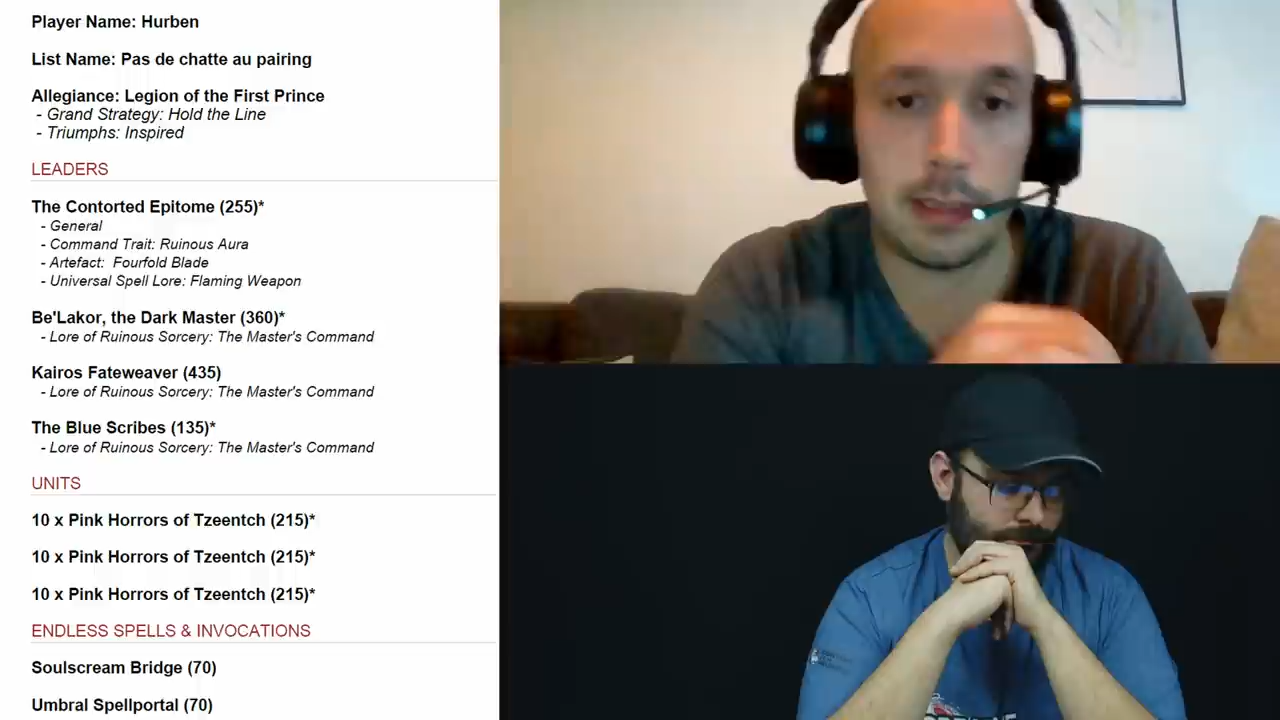 Player Name: Hurben
List Name: Pas de chatte au pairing
Allegiance: Legion of the First Prince
- Grand Strategy: Hold the Line
- Triumphs: Inspired
LEADERS
The Contorted Epitome (255)*
- General
- Command Trait: Ruinous Aura
- Artefact: Fourfold Blade
- Universal Spell Lore: Flaming Weapon
Be'Lakor, the Dark Master (360)*
- Lore of Ruinous Sorcery: The Master's Command
Kairos Fateweaver (435)
- Lore of Ruinous Sorcery: The Master's Command
The Blue Scribes (135)*
- Lore of Ruinous Sorcery: The Master's Command
UNITS
10 x Pink Horrors of Tzeentch (215)*
10 x Pink Horrors of Tzeentch (215)*
10 x Pink Horrors of Tzeentch (215)*
ENDLESS SPELLS & INVOCATIONS
Soulscream Bridge (70)
Umbral Spellportal (70)